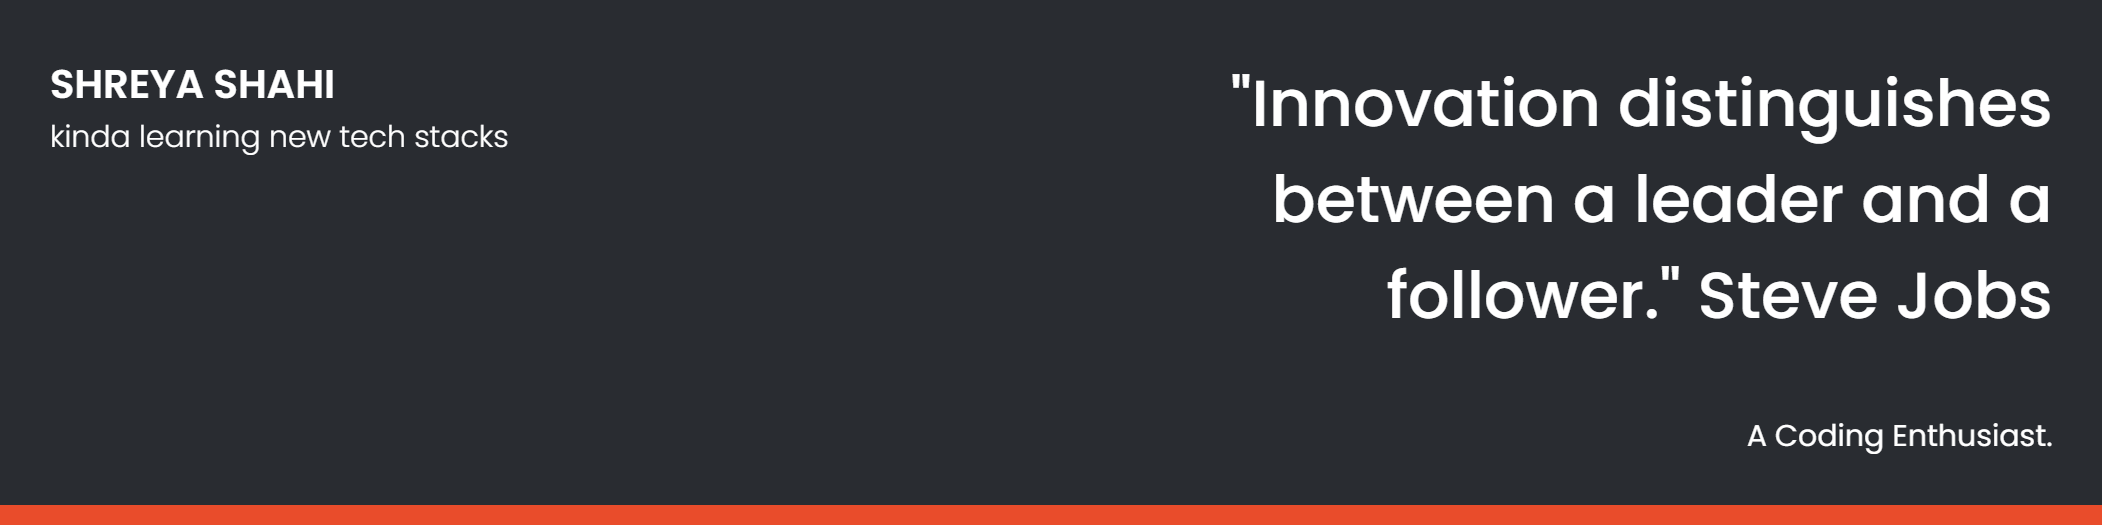 SHREYA SHAHI
kinda learning new tech stacks
"Innovation distinguishes
between a leader and a
follower." Steve Jobs
A Coding Enthusiast.